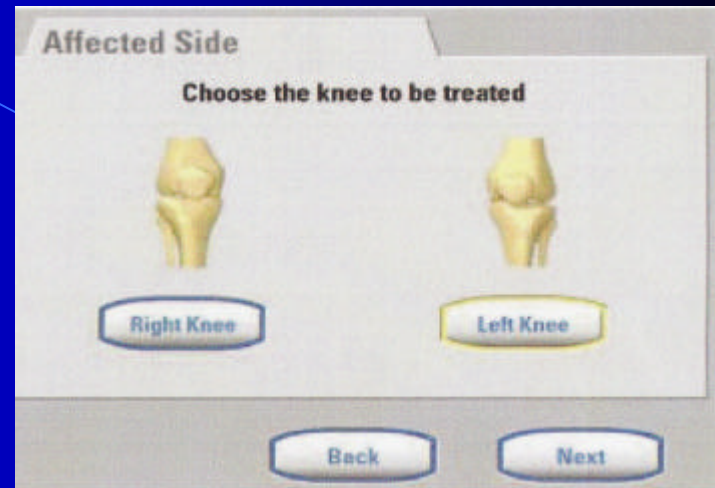 Affected Side
Choose the knee to be treated
Right Knee
Left Knee
Back
Next